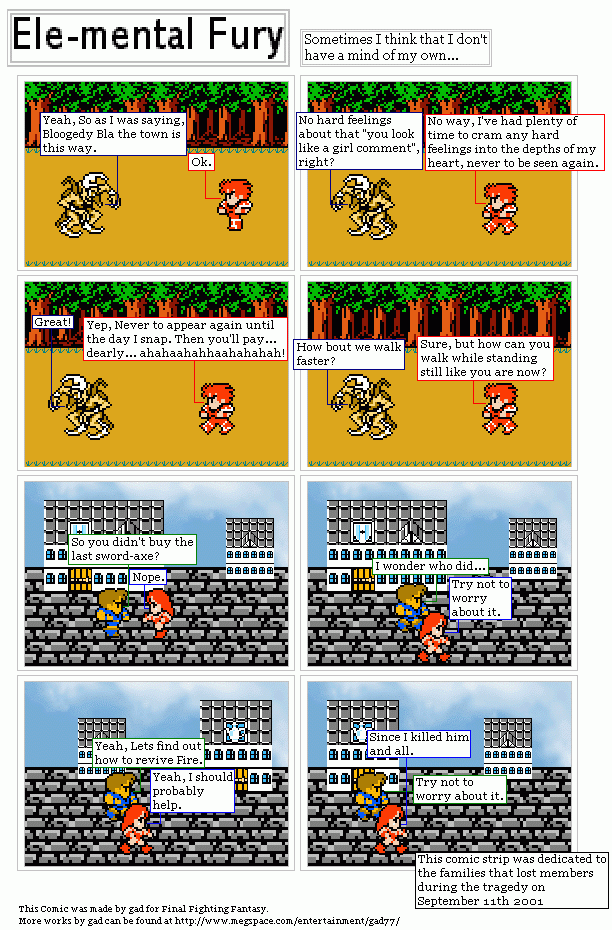 Ele-mental Fury
Sometimes I think that I don't
have a mind of my own...
Yeah, So as I was saying,
Bloogedy Bla the town is
this way.
Ok.
No hard feelings
about that "you look
like a girl comment",
right?
No way, I've had plenty of
time to cram any hard
feelings into the depths of my
heart, never to be seen again.
Great!
Yep, Never to appear again until
the day I snap. Then you'll pay...
dearly... ahahaahahhaahahahah!
How bout we walk
faster?
Sure, but how can you
walk while standing
still like you are now?
So you didn't buy the
last sword-axe?
Nope.
I wonder who did...
Try not to
worry
about it.
Yeah, Lets find out
how to revive Fire.
Yeah, I should
probably
help.
Since I killed him
and all.
Try not to
worry about it.
This comic strip was dedicated to
the families that lost members
during the tragedy on
September 11th 2001
This Comic was made by gad for Final Fighting Fantasy.
More works by gad can be found at http://www.megspace.com/entertainment/gad77/